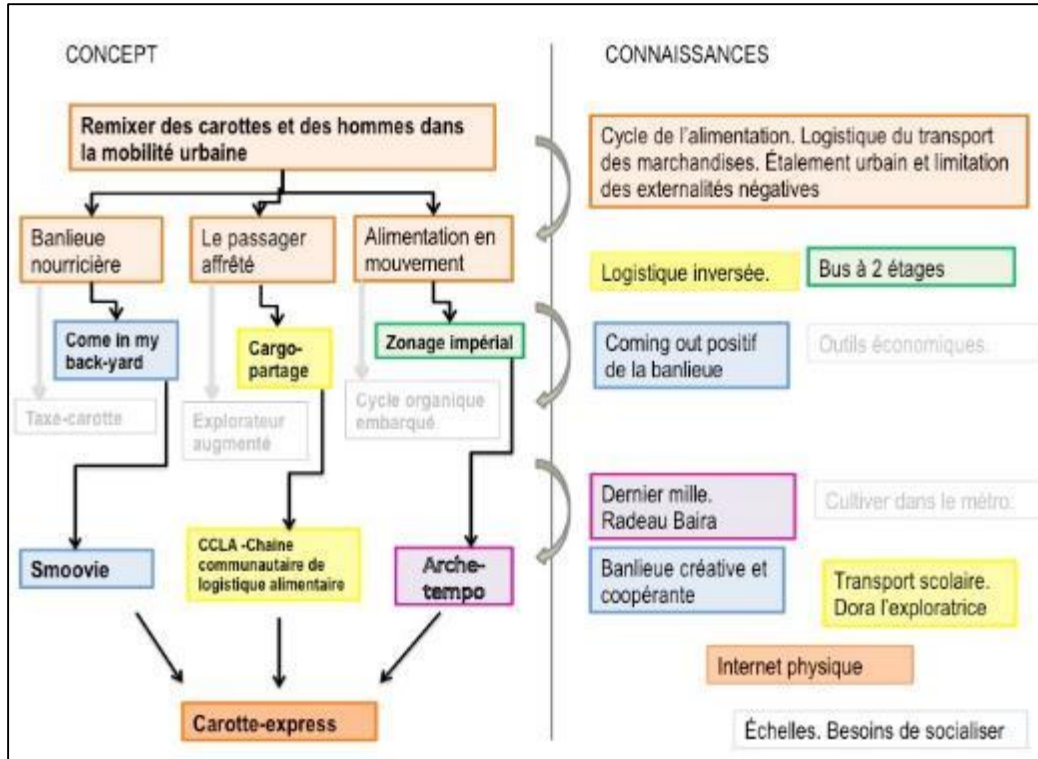 CONCEPT
Remixer des carottes et des hommes dans
la mobilité urbaine
Banlieue
nourricière
Le passager
affrêté
Alimentation en
mouvement
Come in my
back-yard
Cargo-
partage
Zonage impérial
Taxe-carotte
Explorateur
augmenté
Cycle organique
embarqué
Smoovie
CCLA -Chaine
communautaire de
logistique alimentaire
Arche-
tempo
Carotte-express
CONNAISSANCES
Cycle de l'alimentation. Logistique du transport
des marchandises. Étalement urbain et limitation
des externalités négatives
Logistique inversée.
Bus à 2 étages
Coming out positif
de la banlieue
Outils économiques.
Dernier mille.
Radeau Baira
Cultiver dans le métro.
Banlieue créative et
coopérante
Transport scolaire.
Dora l'exploratrice
Internet physique
Échelles. Besoins de socialiser